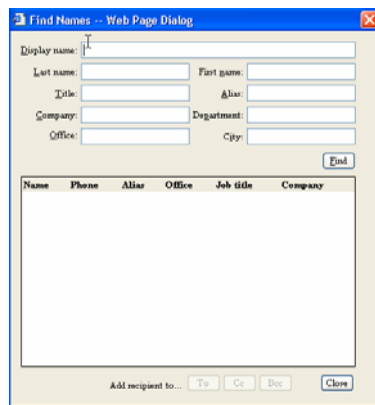 Find Names -- Web Page Dialog
Display name:
Last name: First name:
Title: Alias:
Company: Department:
Office: City:
Find
Name Phone Alias Office Job title Company
Add recipient to... To Cc Bcc Close